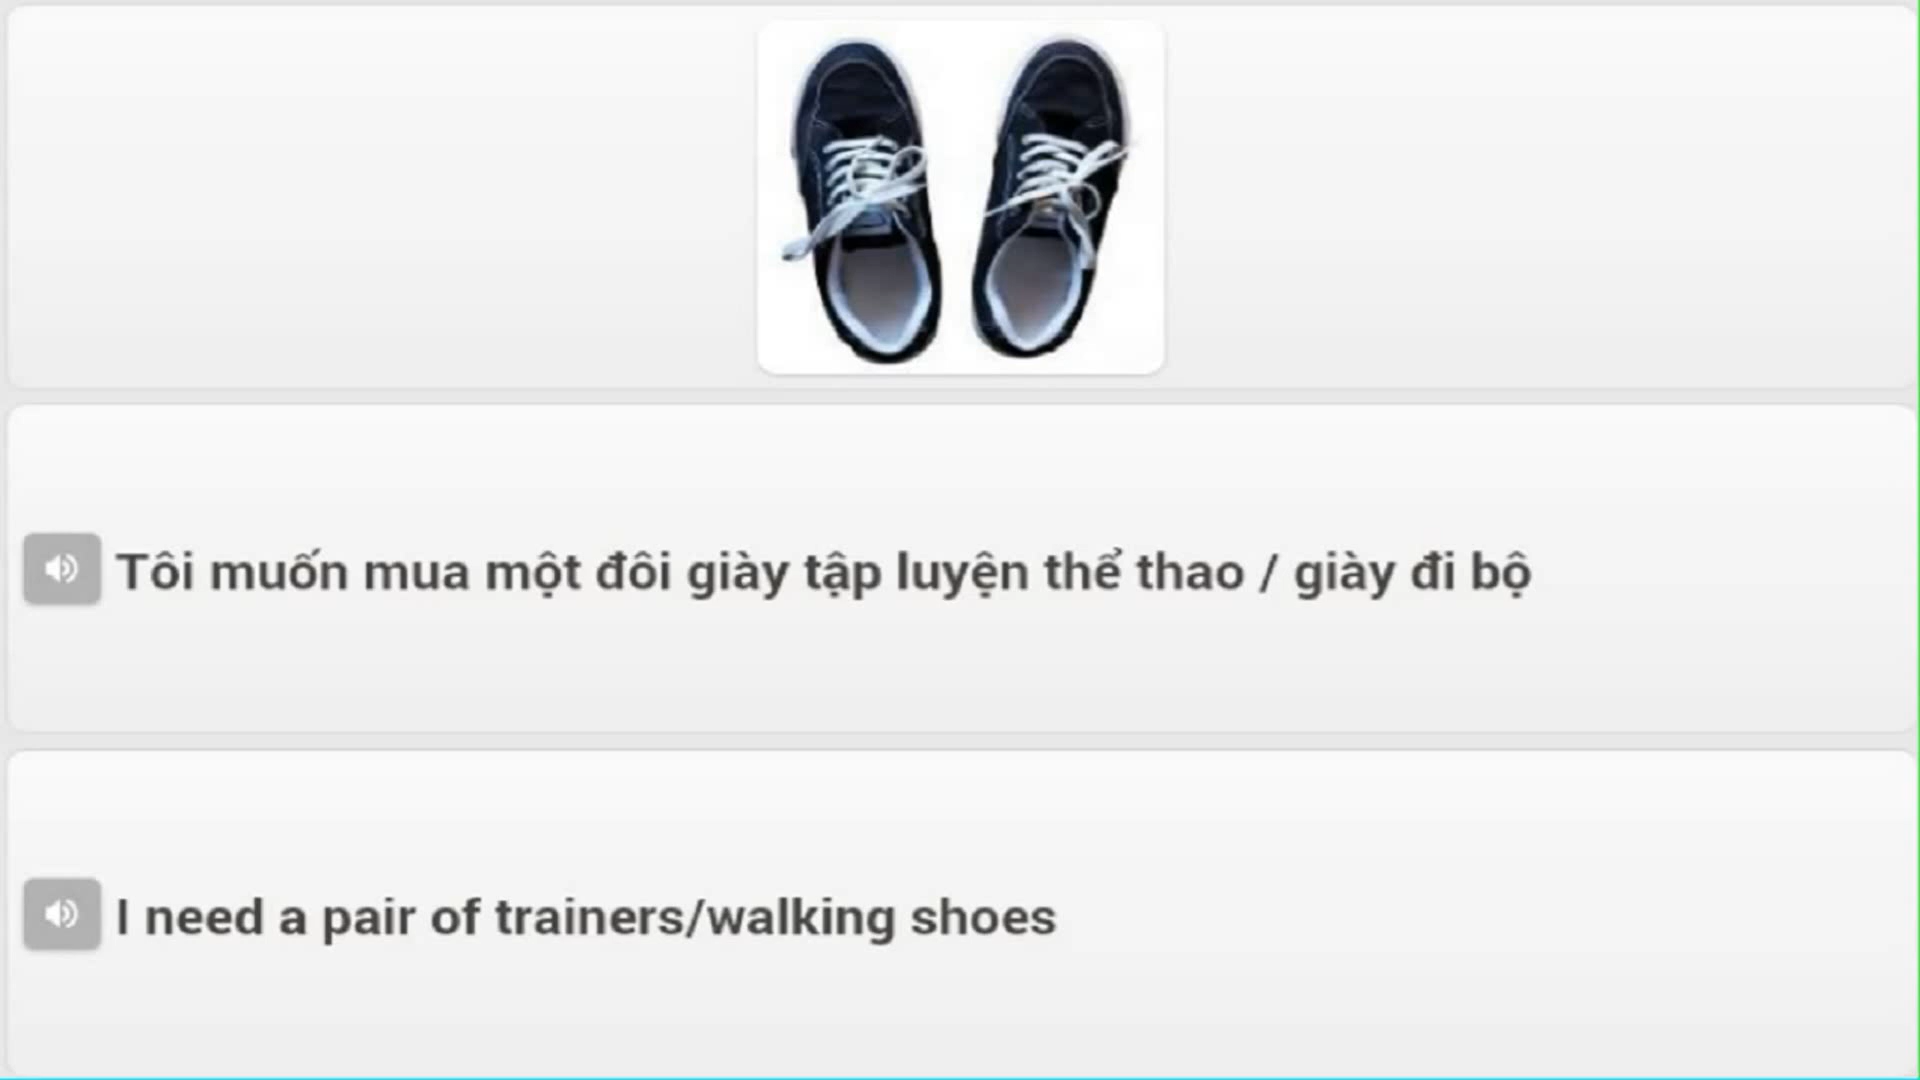 Tôi muốn mua một đôi giày tập luyện thể thao / giày đi bộ
I need a pair of trainers/walking shoes